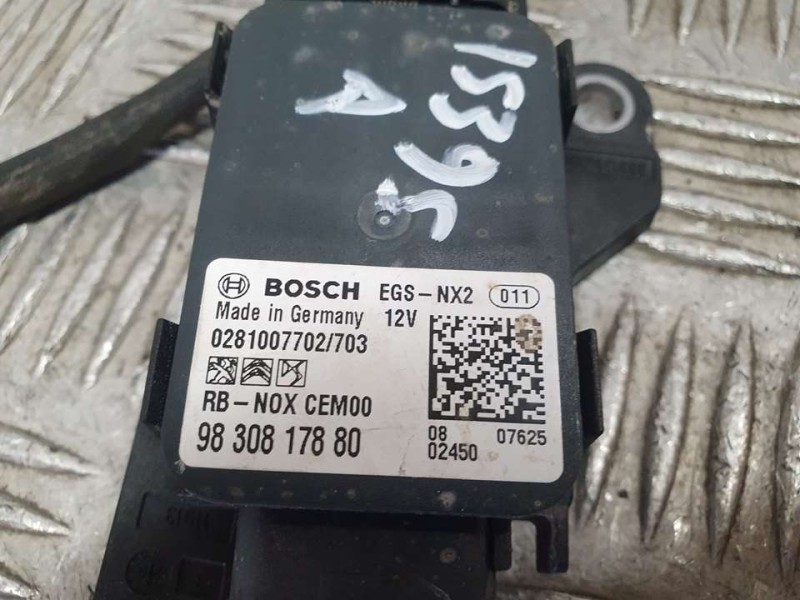 1539C
A
BOSCH EGS-NX2 011
Made in Germany 12V
0281007702/703
RB-NOX CEM00
98 308 178 80
08 07625
02450